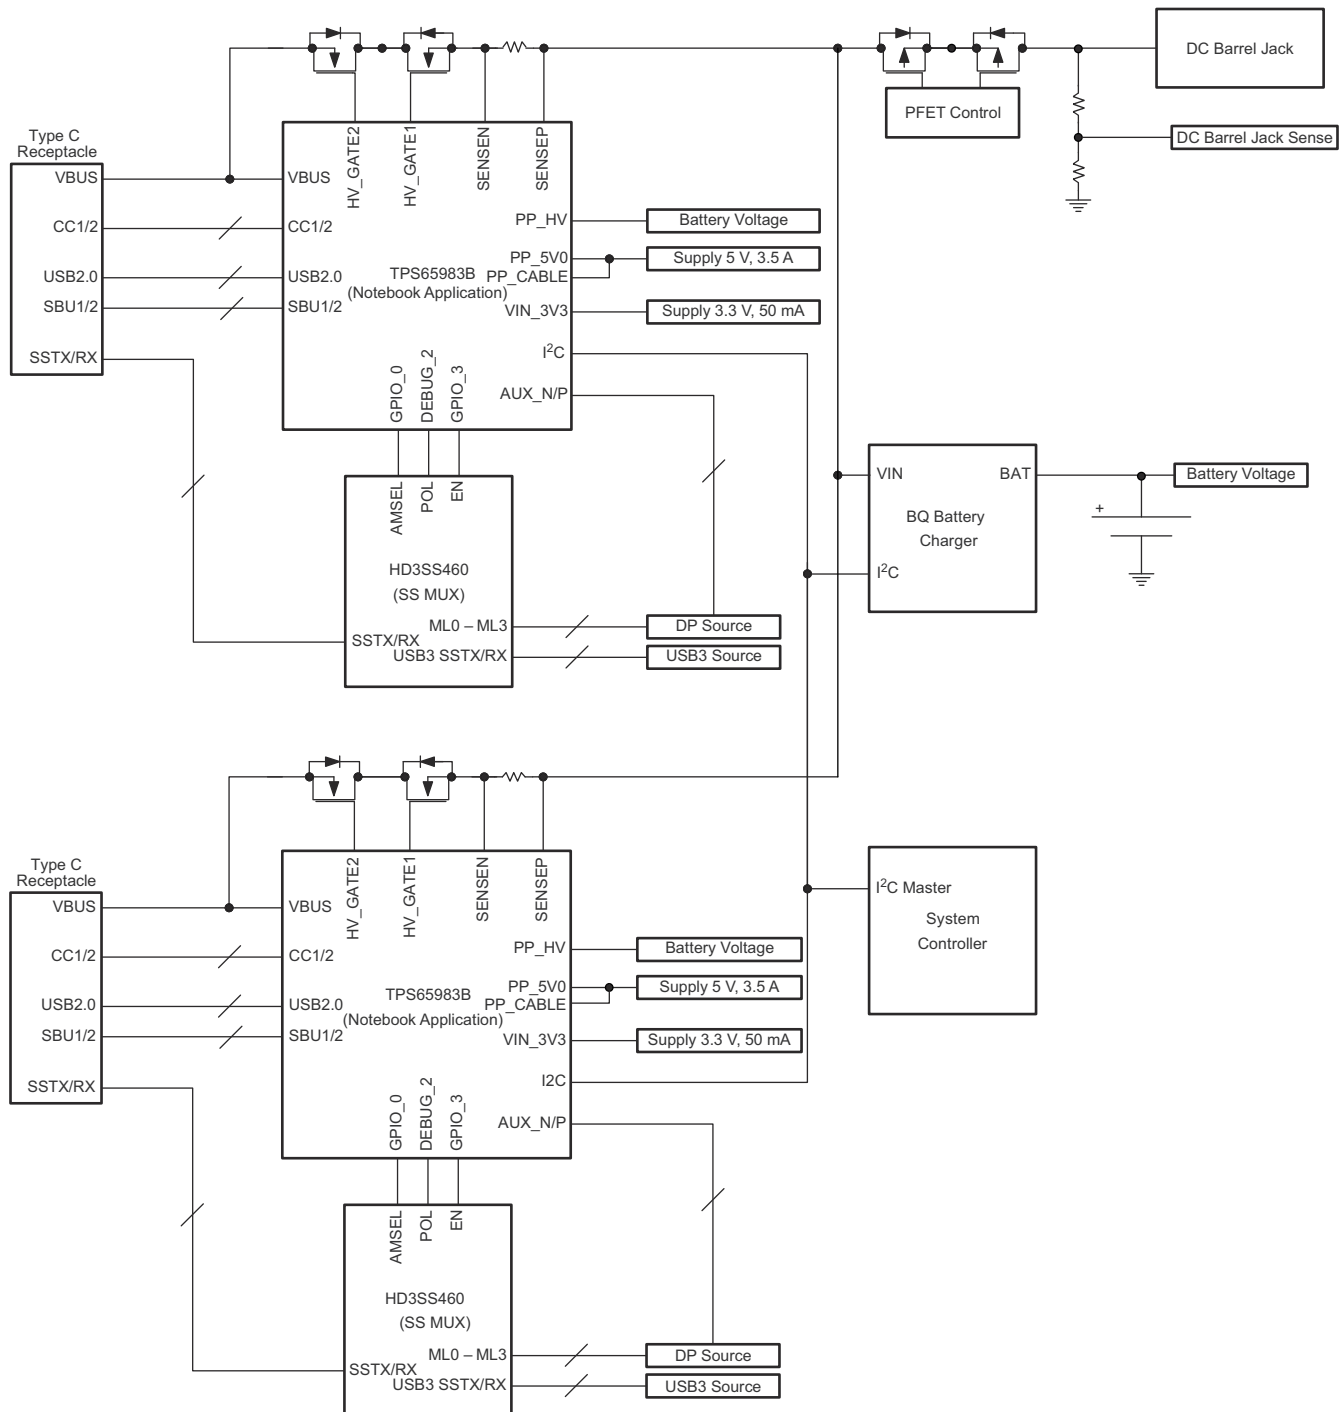 DC Barrel Jack
PFET Control
DC Barrel Jack Sense
Type C
Receptacle
VBUS
CC1/2
USB2.0
SBU1/2
SSTX/RX
HV_GATE2
HV_GATE1
SENSEN
SENSEP
VBUS
CC1/2
USB2.0
SBU1/2
TPS65983B
(Notebook Application)
PP_HV
PP_5V0
PP_CABLE
VIN_3V3
I²C
AUX_N/P
GPIO_0
DEBUG_2
GPIO_3
Battery Voltage
Supply 5 V, 3.5 A
Supply 3.3 V, 50 mA
AMSEL
POL
EN
HD3SS460
(SS MUX)
ML0 – ML3
SSTX/RX
USB3 SSTX/RX
DP Source
USB3 Source
VIN
BAT
BQ Battery
Charger
I²C
Battery Voltage
+
Type C
Receptacle
VBUS
CC1/2
USB2.0
SBU1/2
SSTX/RX
HV_GATE2
HV_GATE1
SENSEN
SENSEP
VBUS
CC1/2
USB2.0
SBU1/2
TPS65983B
(Notebook Application)
PP_HV
PP_5V0
PP_CABLE
VIN_3V3
I2C
AUX_N/P
GPIO_0
DEBUG_2
GPIO_3
Battery Voltage
Supply 5 V, 3.5 A
Supply 3.3 V, 50 mA
I²C Master
System
Controller
AMSEL
POL
EN
HD3SS460
(SS MUX)
ML0 – ML3
SSTX/RX
USB3 SSTX/RX
DP Source
USB3 Source